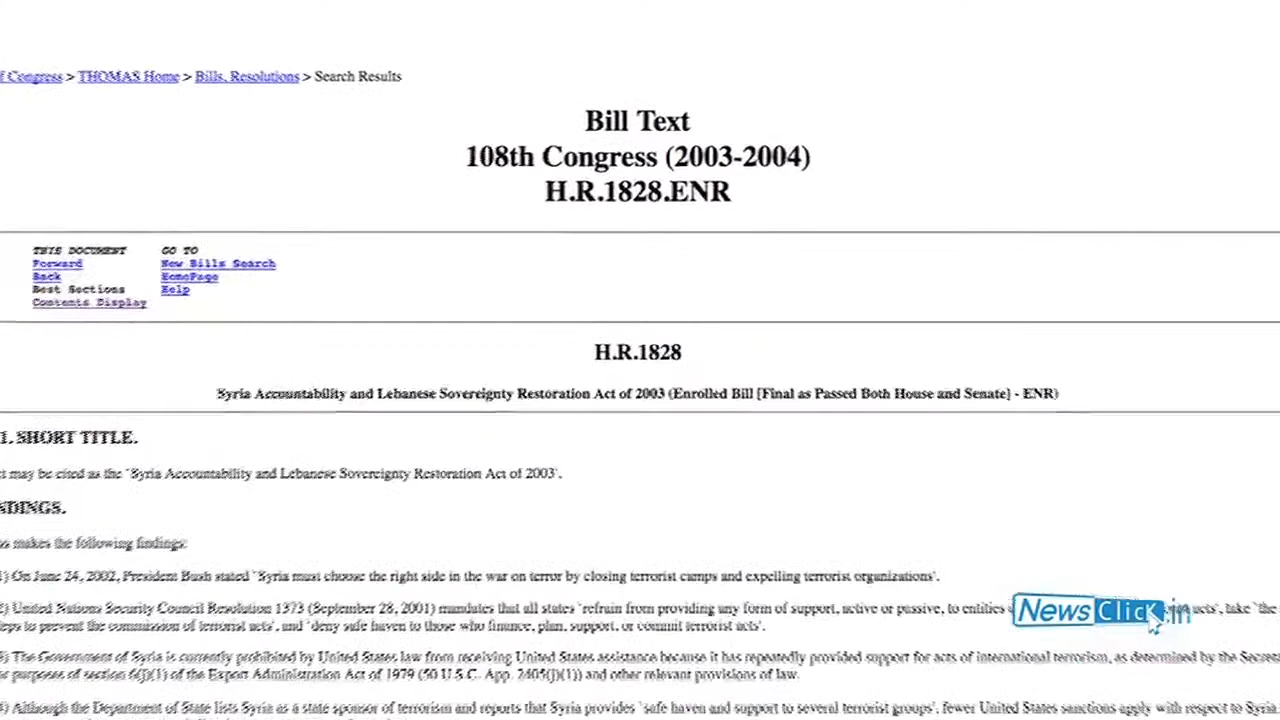 f Congress > THOMAS Home > Bills, Resolutions > Search Results
Bill Text
108th Congress (2003-2004)
H.R.1828.ENR
THIS DOCUMENT GO TO
Forward New Bills Search
Back HomePage
Best Sections Help
Contents Display
H.R.1828
Syria Accountability and Lebanese Sovereignty Restoration Act of 2003 (Enrolled Bill [Final as Passed Both House and Senate] - ENR)
1. SHORT TITLE.
ct may be cited as the `Syria Accountability and Lebanese Sovereignty Restoration Act of 2003'.
NDINGS.
ss makes the following findings:
1) On June 24, 2002, President Bush stated `Syria must choose the right side in the war on terror by closing terrorist camps and expelling terrorist organizations'.
2) United Nations Security Council Resolution 1373 (September 28, 2001) mandates that all states `refrain from providing any form of support, active or passive, to entities acts', take `the
eps to prevent the commission of terrorist acts', and `deny safe haven to those who finance, plan, support, or commit terrorist acts'.
NewsClick.in
3) The Government of Syria is currently prohibited by United States law from receiving United States assistance because it has repeatedly provided support for acts of international terrorism, as determined by the Secreta
or purposes of section 6(j)(1) of the Export Administration Act of 1979 (50 U.S.C. App. 2405(j)(1)) and other relevant provisions of law.
4) Although the Department of State lists Syria as a state sponsor of terrorism and reports that Syria provides `safe haven and support to several terrorist groups', fewer United States sanctions apply with respect to Syria